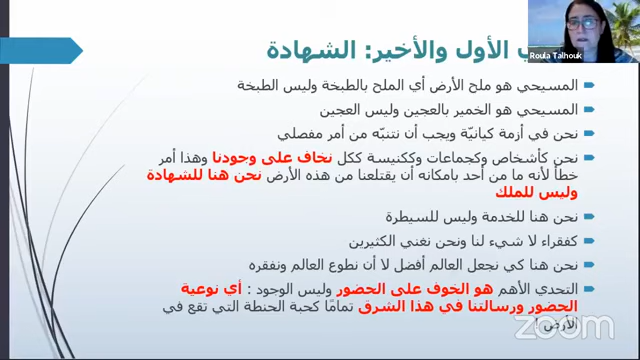 Roula Talhouk
ب الأول والأخير: الشهادة
المسيحي هو ملح الأرض أي الملح بالطبخة وليس الطبخة
المسيحي هو الخمير بالعجين وليس العجين
نحن في أزمة كيانيّة ويجب أن نتنبّه من أمر مفصلي
نحن كأشخاص وكجماعات وككنيسة ككل نخاف على وجودنا وهذا أمر
خطأ لأنه ما من أحد بامكانه أن يقتلعنا من هذه الأرض نحن هنا للشهادة
وليس للملك
نحن هنا للخدمة وليس للسيطرة
كفقراء لا شيء لنا ونحن نغني الكثيرين
نحن هنا كي نجعل العالم أفضل لا أن نطوع العالم ونفقره
التحدي الأهم هو الخوف على الحضور وليس الوجود : أي نوعية
الحضور ورسالتنا في هذا الشرق تمامًا كحبة الحنطة التي تقع في
الأرض !
zoom